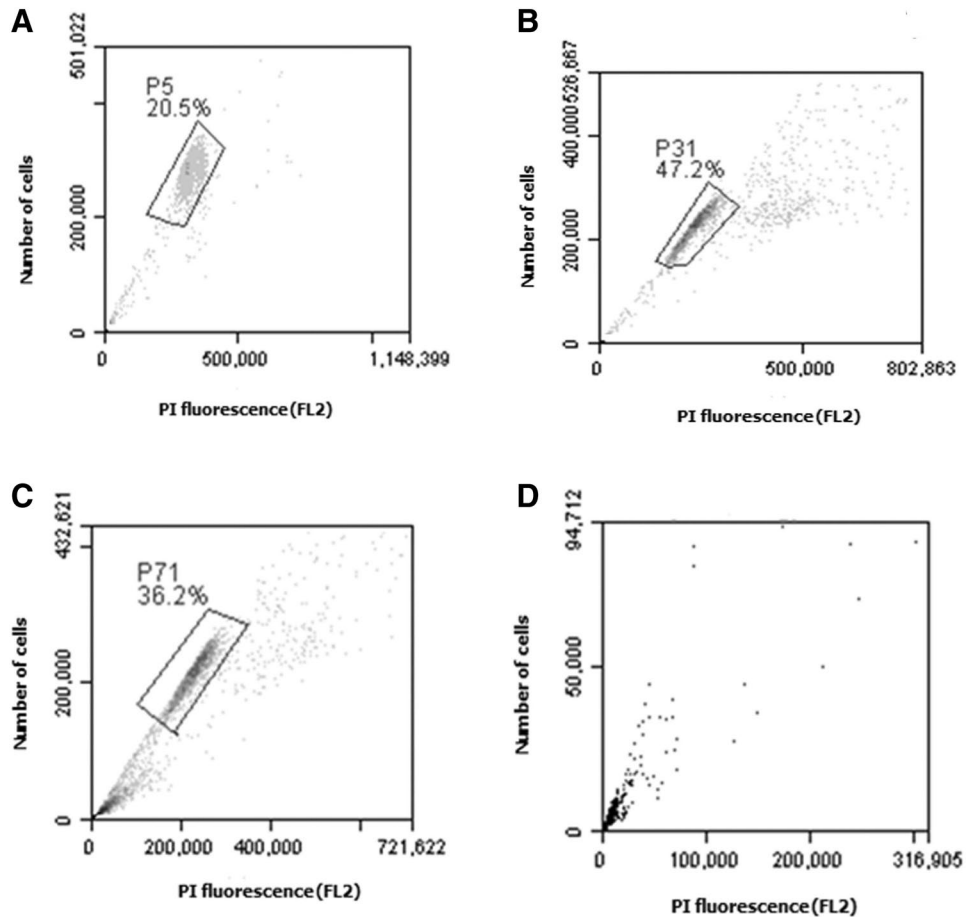 A
Number of cells
501,022
200,000
0
P5
20.5%
0 500,000 1,148,399
PI fluorescence (FL2)
B
Number of cells
526,667
400,000
200,000
0
P31
47.2%
0 500,000 802,863
PI fluorescence (FL2)
C
Number of cells
432,621
200,000
0
P71
36.2%
0 200,000 400,000 721,622
PI fluorescence (FL2)
D
Number of cells
94,712
50,000
0
0 100,000 200,000 316,905
PI fluorescence (FL2)